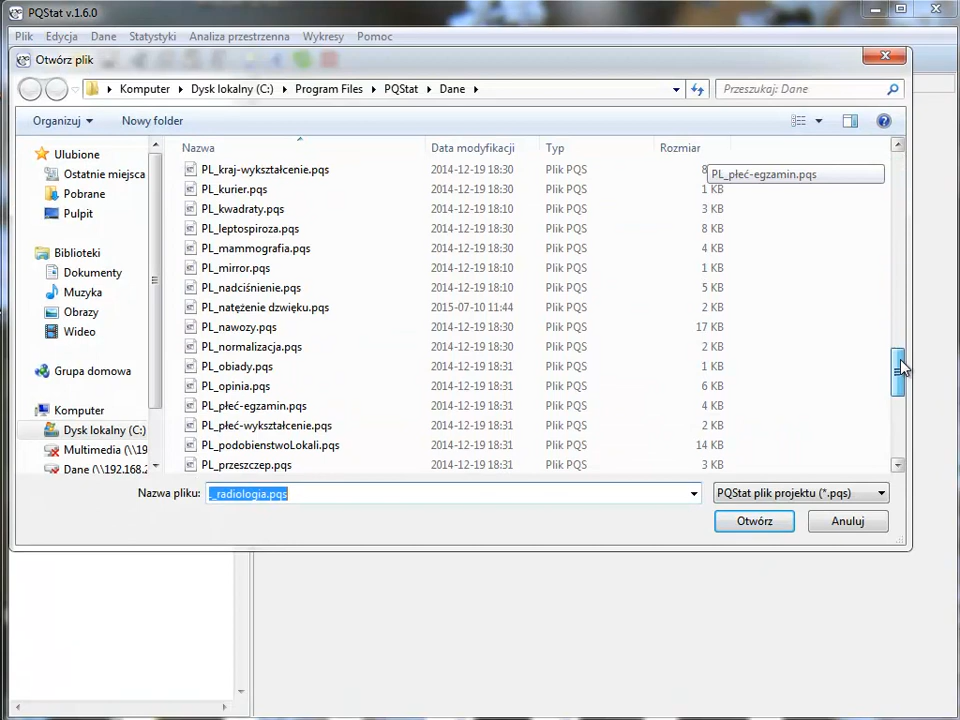 PQStat v.1.6.0
Plik Edycja Dane Statystyki Analiza przestrzenna Wykresy Pomoc
Otwórz plik
Komputer Dysk lokalny (C:) Program Files PQStat Dane
Przeszukaj: Dane
Organizuj Nowy folder
Nazwa Data modyfikacji Typ Rozmiar
Ulubione
Ostatnie miejsca
Pobrane
Pulpit
Biblioteki
Dokumenty
Muzyka
Obrazy
Wideo
Grupa domowa
Komputer
Dysk lokalny (C:)
Multimedia (\\19
Dane (\\192.168.2
PL_kraj-wykształcenie.pqs 2014-12-19 18:30 Plik PQS 8
PL_płeć-egzamin.pqs
PL_kurier.pqs 2014-12-19 18:30 Plik PQS 1 KB
PL_kwadraty.pqs 2014-12-19 18:10 Plik PQS 3 KB
PL_leptospiroza.pqs 2014-12-19 18:30 Plik PQS 8 KB
PL_mammografia.pqs 2014-12-19 18:30 Plik PQS 4 KB
PL_mirror.pqs 2014-12-19 18:10 Plik PQS 1 KB
PL_nadciśnienie.pqs 2014-12-19 18:10 Plik PQS 5 KB
PL_natężenie dzwięku.pqs 2015-07-10 11:44 Plik PQS 2 KB
PL_nawozy.pqs 2014-12-19 18:30 Plik PQS 17 KB
PL_normalizacja.pqs 2014-12-19 18:30 Plik PQS 2 KB
PL_obiady.pqs 2014-12-19 18:31 Plik PQS 1 KB
PL_opinia.pqs 2014-12-19 18:31 Plik PQS 6 KB
PL_płeć-egzamin.pqs 2014-12-19 18:31 Plik PQS 4 KB
PL_płeć-wykształcenie.pqs 2014-12-19 18:31 Plik PQS 2 KB
PL_podobienstwoLokali.pqs 2014-12-19 18:31 Plik PQS 14 KB
PL_przeszczep.pqs 2014-12-19 18:31 Plik PQS 3 KB
Nazwa pliku: _radiologia.pqs PQStat plik projektu (*.pqs)
Otwórz Anuluj